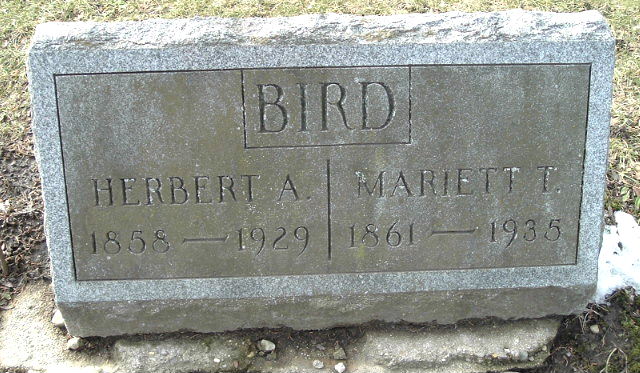 BIRD
HERBERT A. MARIETT T.
1858 — 1929 1861 — 1935